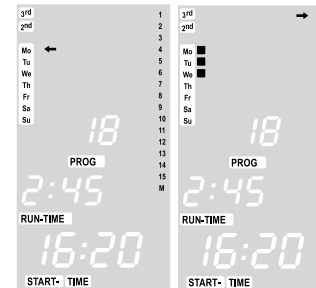 3rd
2nd
Mo
Tu
We
Th
Fr
Sa
Su
1
2
3
4
5
6
7
8
9
10
11
12
13
14
15
M
18
PROG
2:45
RUN-TIME
16:20
START- TIME
3rd
2nd
Mo
Tu
We
Th
Fr
Sa
Su
18
PROG
2:45
RUN-TIME
16:20
START- TIME